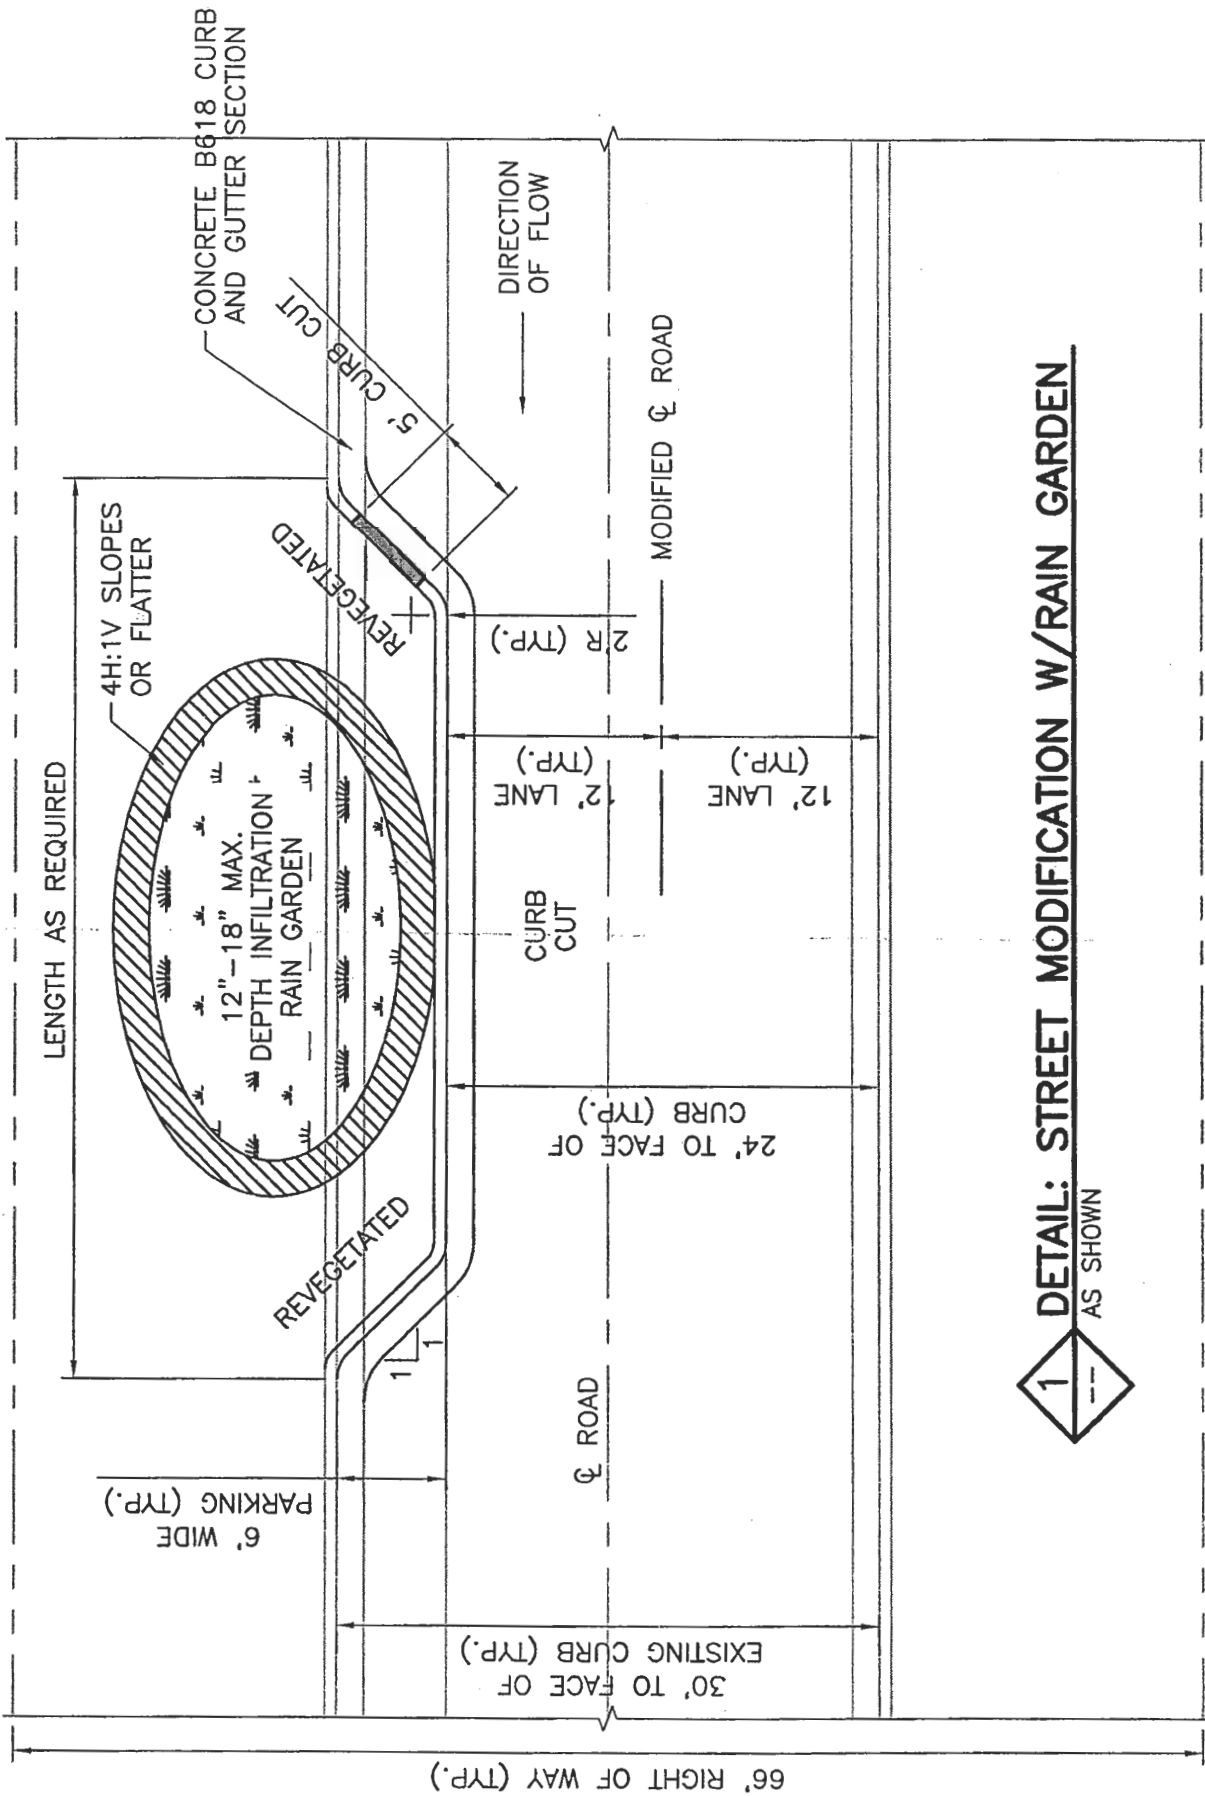 CONCRETE B618 CURB
AND GUTTER SECTION
4H:1V SLOPES
OR FLATTER
LENGTH AS REQUIRED
5' CURB CUT
DIRECTION
OF FLOW
REVEGETATED
12"-18" MAX.
DEPTH INFILTRATION
RAIN GARDEN
REVEGETATED
2'R (TYP.)
MODIFIED ℄ ROAD
12' LANE
(TYP.)
12' LANE
(TYP.)
CURB
CUT
24' TO FACE OF
CURB (TYP.)
1
1
℄ ROAD
6' WIDE
PARKING (TYP.)
30' TO FACE OF
EXISTING CURB (TYP.)
66' RIGHT OF WAY (TYP.)
1
--
DETAIL: STREET MODIFICATION W/RAIN GARDEN
AS SHOWN